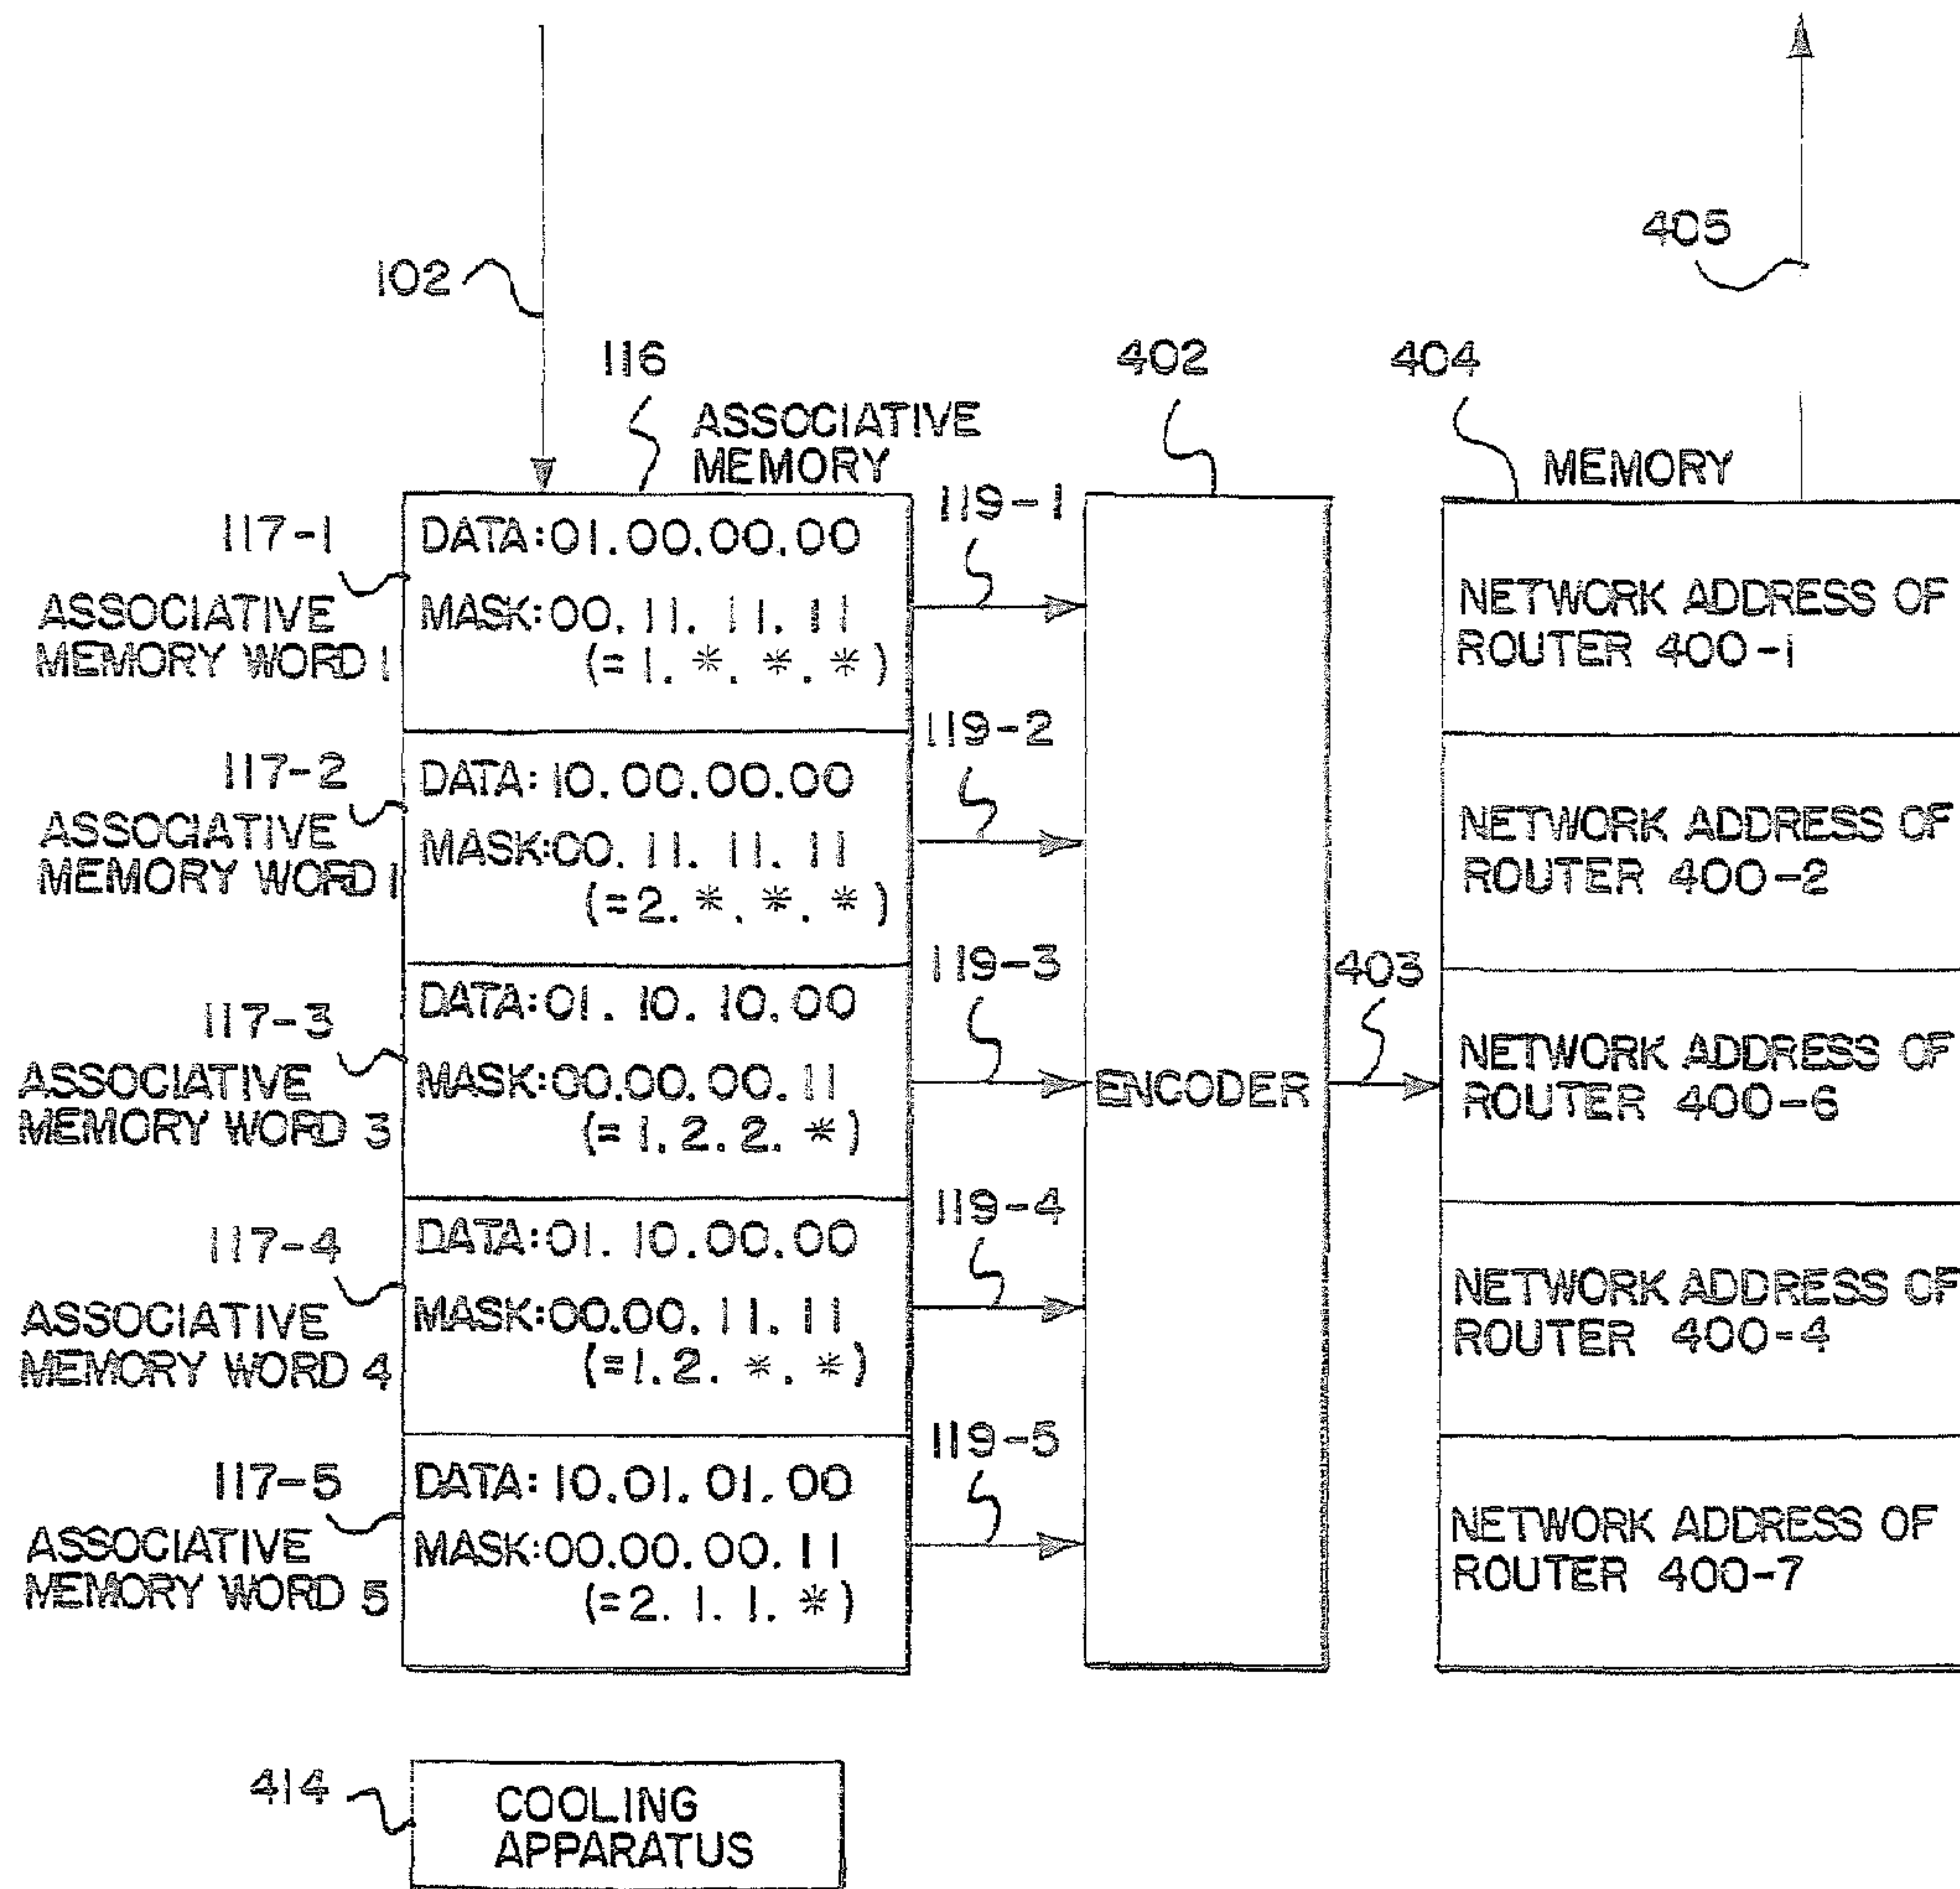 102
405
116
402
404
ASSOCIATIVE
MEMORY
MEMORY
117-1
ASSOCIATIVE
MEMORY WORD 1
DATA:01.00.00.00
MASK:00.11.11.11
(=1.*.*.*)
119-1
NETWORK ADDRESS OF
ROUTER 400-1
117-2
ASSOCIATIVE
MEMORY WORD 1
DATA:10.00.00.00
MASK:00.11.11.11
(=2.*.*.*)
119-2
NETWORK ADDRESS OF
ROUTER 400-2
117-3
ASSOCIATIVE
MEMORY WORD 3
DATA:01.10.10.00
MASK:00.00.00.11
(=1.2.2.*)
119-3
ENCODER
403
NETWORK ADDRESS OF
ROUTER 400-6
117-4
ASSOCIATIVE
MEMORY WORD 4
DATA:01.10.00.00
MASK:00.00.11.11
(=1.2.*.*)
119-4
NETWORK ADDRESS OF
ROUTER 400-4
117-5
ASSOCIATIVE
MEMORY WORD 5
DATA:10.01.01.00
MASK:00.00.00.11
(=2.1.1.*)
119-5
NETWORK ADDRESS OF
ROUTER 400-7
414
COOLING
APPARATUS